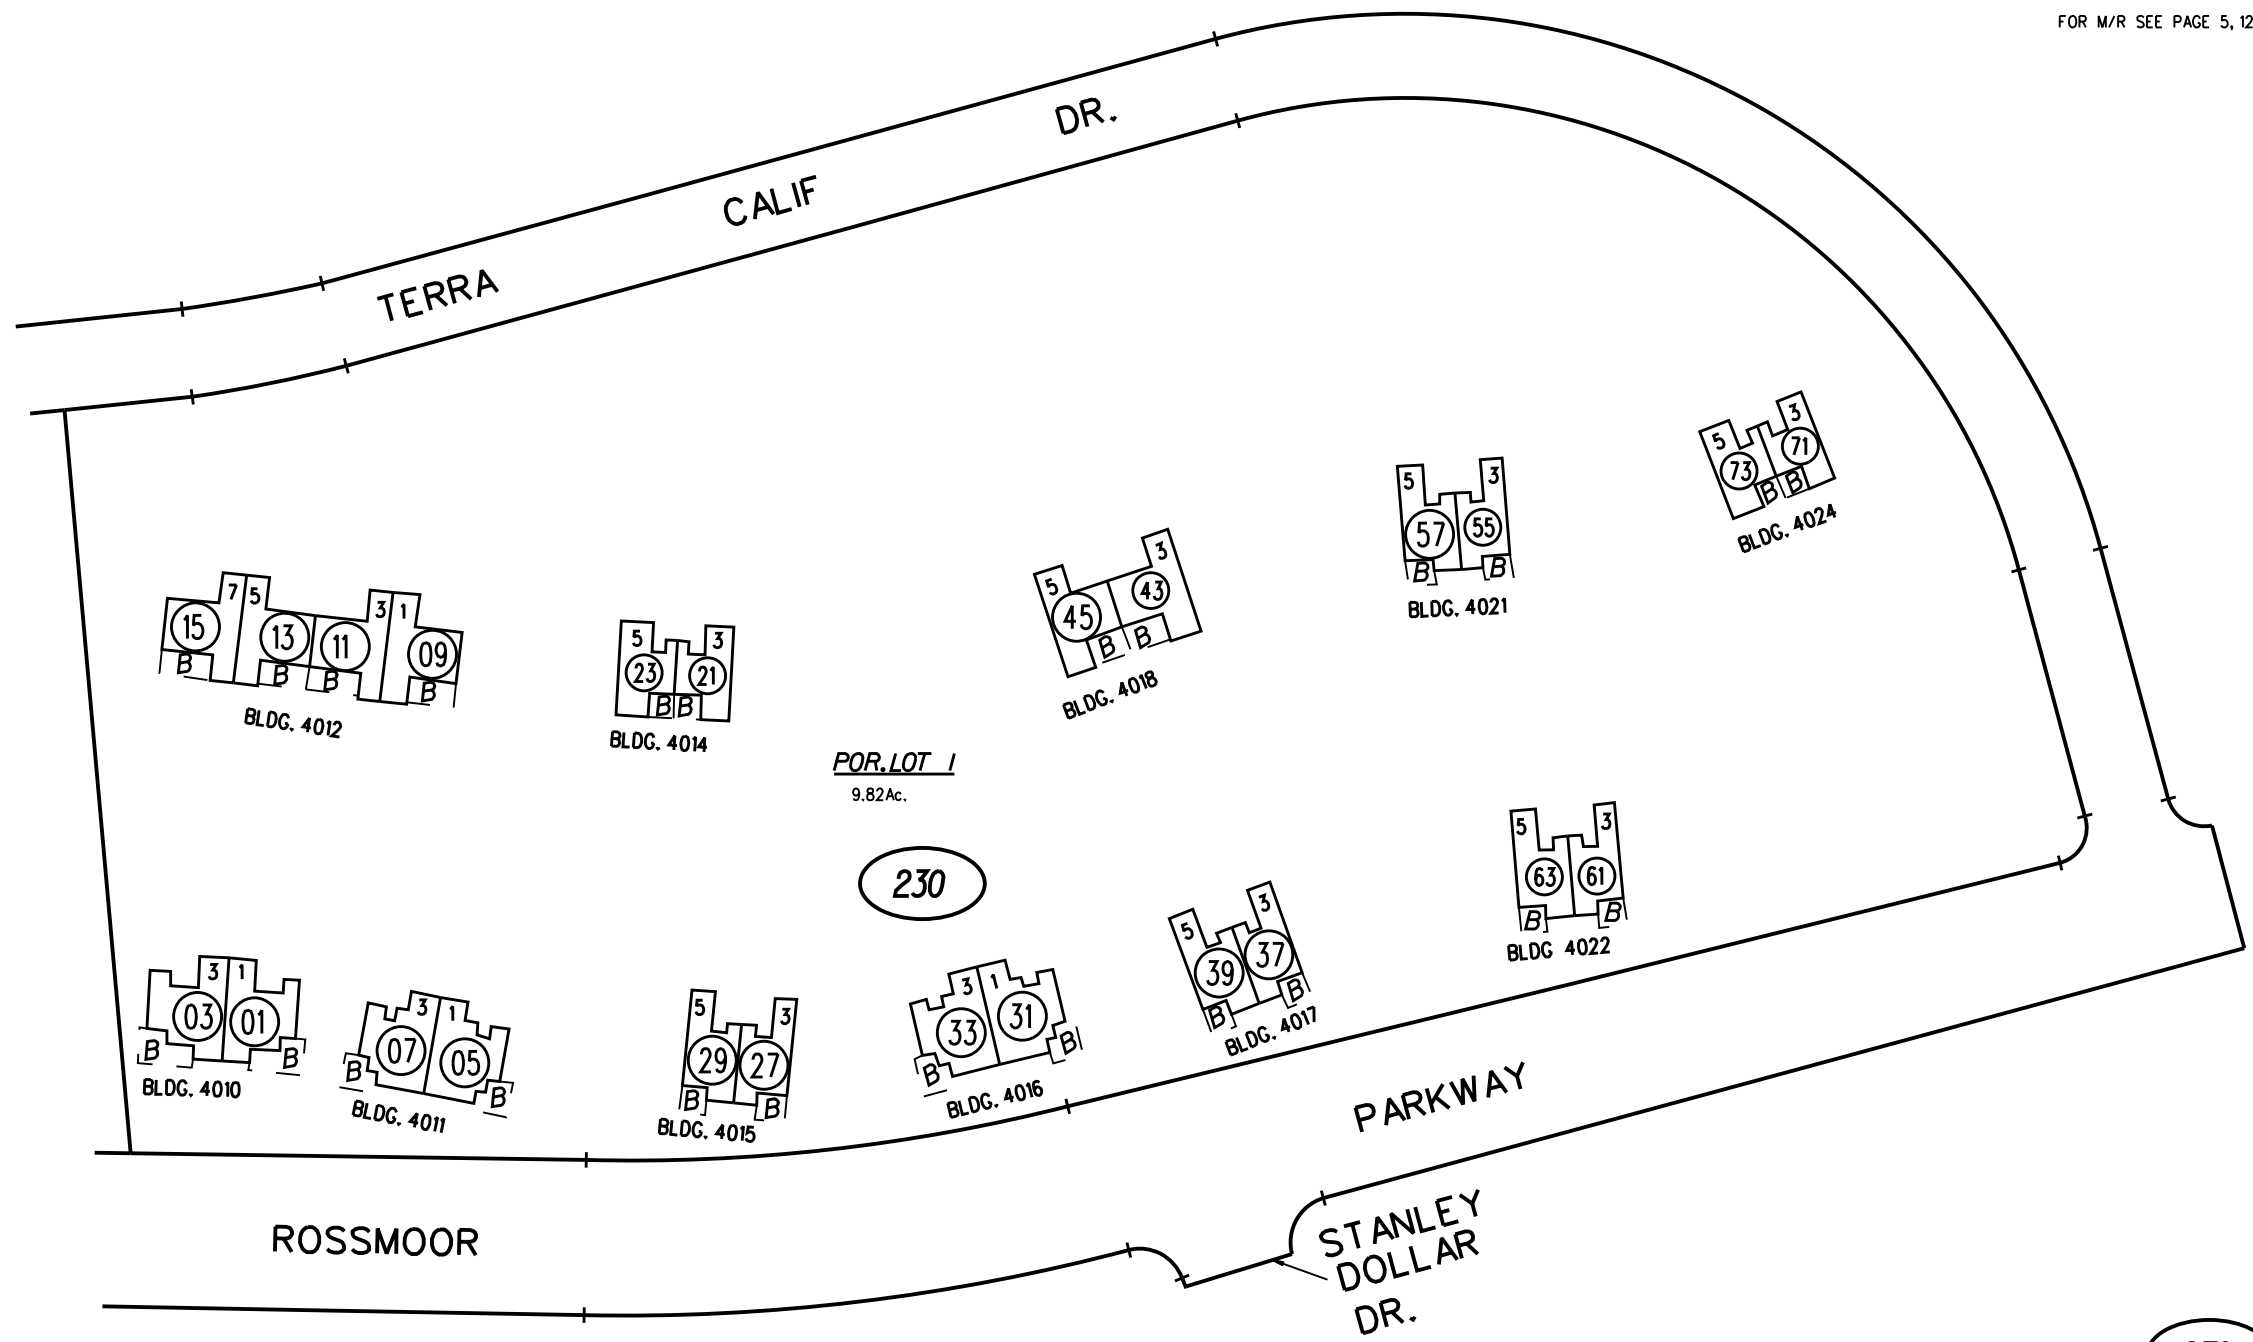 FOR M/R SEE PAGE 5, 12
TERRA CALIF DR.
5 3
73 71
B B
BLDG. 4024
5 3
57 55
B B
BLDG. 4021
5 3
45 43
B B
BLDG. 4018
7 5 3 1
15 13 11 09
B B B B
BLDG. 4012
5 3
23 21
B B
BLDG. 4014
POR. LOT 1
9.82Ac.
230
5 3
63 61
B B
BLDG 4022
5 3
39 37
B B
BLDG. 4017
3 1
03 01
B B
BLDG. 4010
3 1
07 05
B B
BLDG. 4011
5 3
29 27
B B
BLDG. 4015
3 1
33 31
B B
BLDG. 4016
ROSSMOOR PARKWAY
STANLEY
DOLLAR
DR.